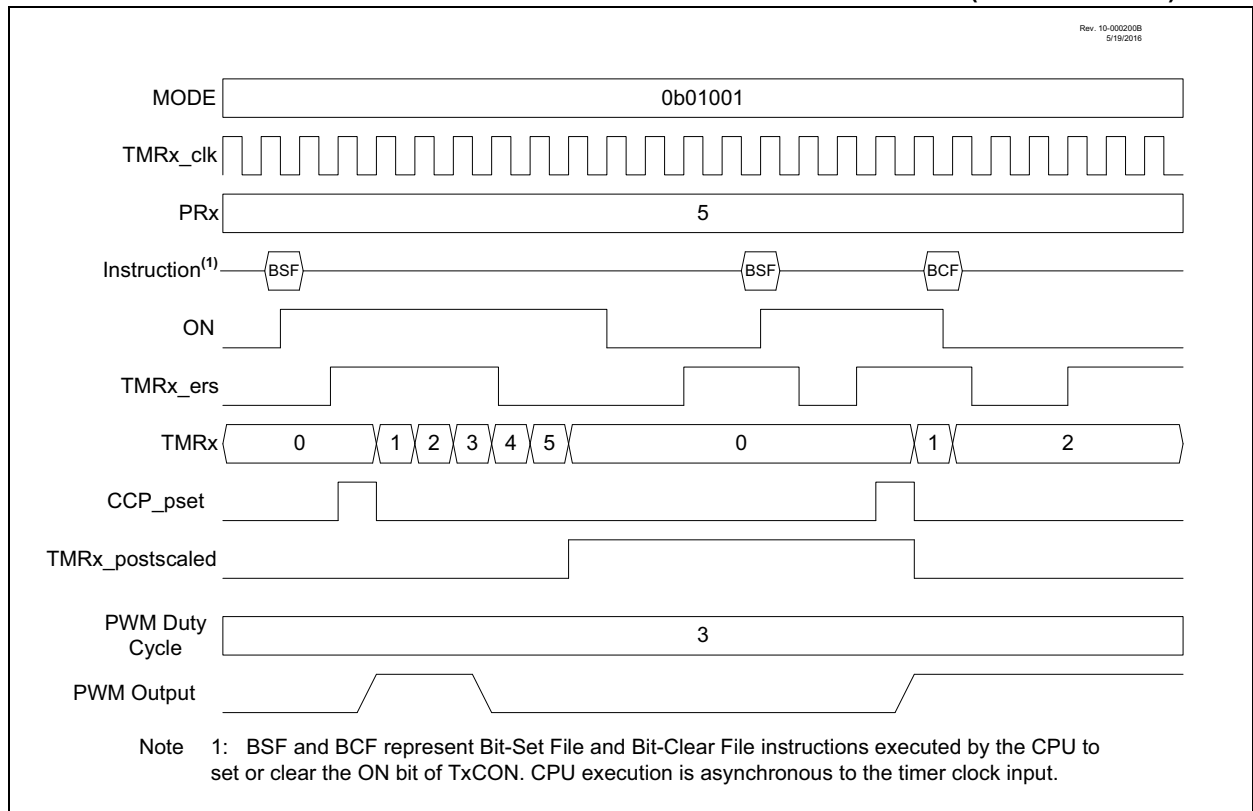 Rev. 10-000200B
5/19/2016
MODE 0b01001
TMRx_clk
PRx 5
Instruction(1) BSF BSF BCF
ON
TMRx_ers
TMRx 0 1 2 3 4 5 0 1 2
CCP_pset
TMRx_postscaled
PWM Duty
Cycle 3
PWM Output
Note 1: BSF and BCF represent Bit-Set File and Bit-Clear File instructions executed by the CPU to
set or clear the ON bit of TxCON. CPU execution is asynchronous to the timer clock input.